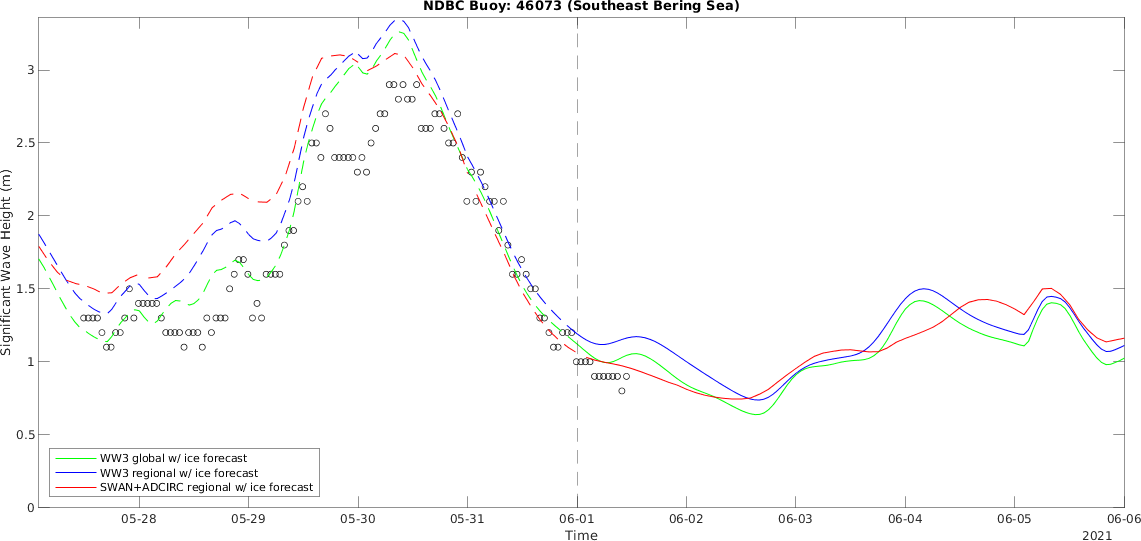 NDBC Buoy: 46073 (Southeast Bering Sea)
Significant Wave Height (m)
3
2.5
2
1.5
1
0.5
0
WW3 global w/ ice forecast
WW3 regional w/ ice forecast
SWAN+ADCIRC regional w/ ice forecast
05-28 05-29 05-30 05-31 06-01 06-02 06-03 06-04 06-05 06-06
Time
2021